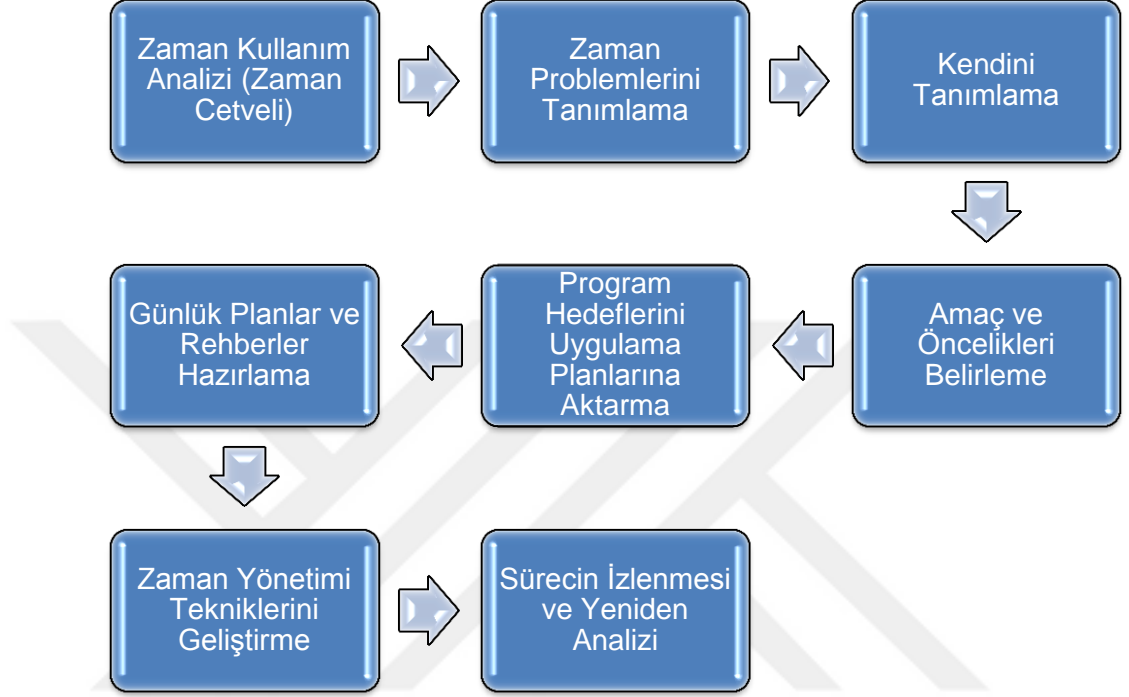 Zaman Kullanım
Analizi (Zaman
Cetveli)
Zaman
Problemlerini
Tanımlama
Kendini
Tanımlama
Amaç ve
Öncelikleri
Belirleme
Program
Hedeflerini
Uygulama
Planlarına
Aktarma
Günlük Planlar ve
Rehberler
Hazırlama
Zaman Yönetimi
Tekniklerini
Geliştirme
Sürecin İzlenmesi
ve Yeniden
Analizi